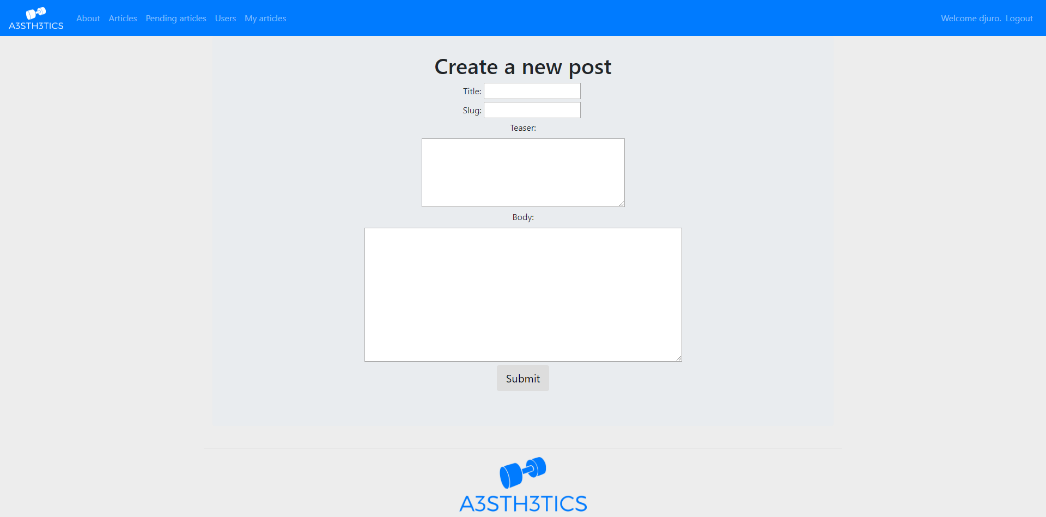 A3STH3TICS About Articles Pending articles Users My articles Welcome djuro. Logout
Create a new post
Title:
Slug:
Teaser:
Body:
Submit
A3STH3TICS